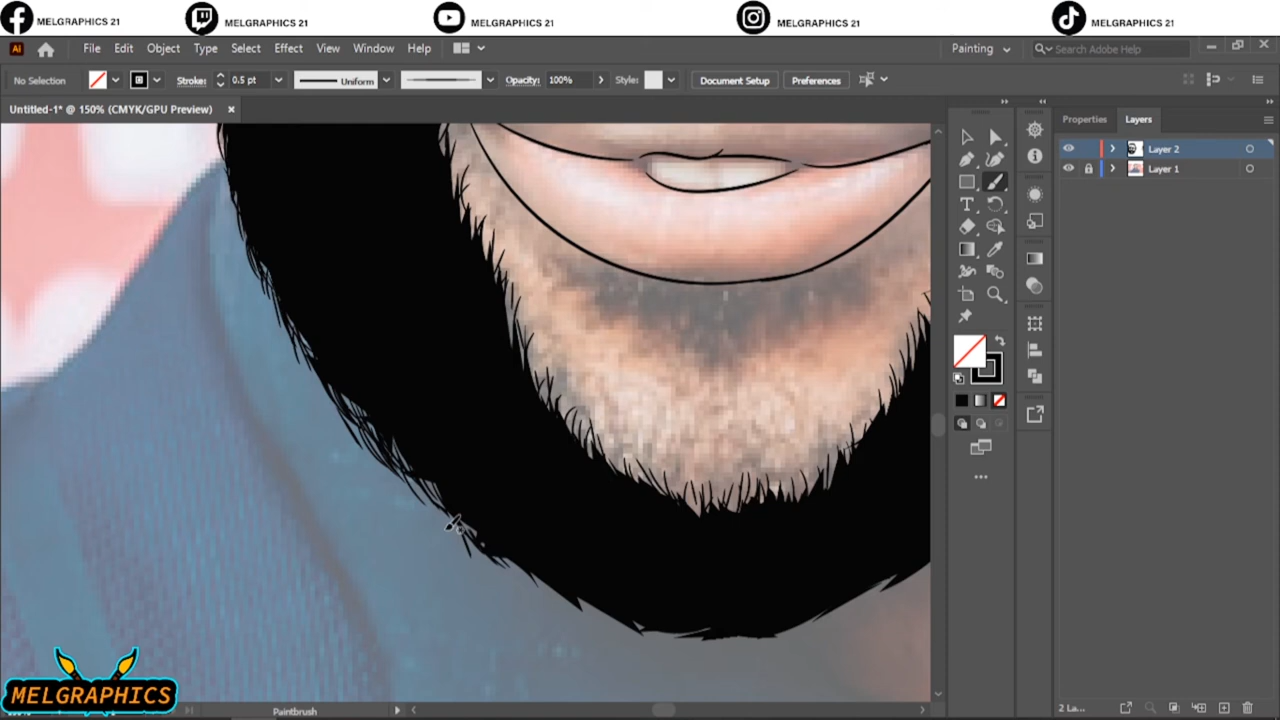 MELGRAPHICS 21
MELGRAPHICS 21
MELGRAPHICS 21
MELGRAPHICS 21
MELGRAPHICS 21
Ai File Edit Object Type Select Effect View Window Help Painting Search Adobe Help
No Selection Stroke: 0.5 pt Uniform Opacity: 100% Style: Document Setup Preferences
Untitled-1* @ 150% (CMYK/GPU Preview)
Properties Layers
Layer 2
Layer 1
MELGRAPHICS
Paintbrush
2 La...